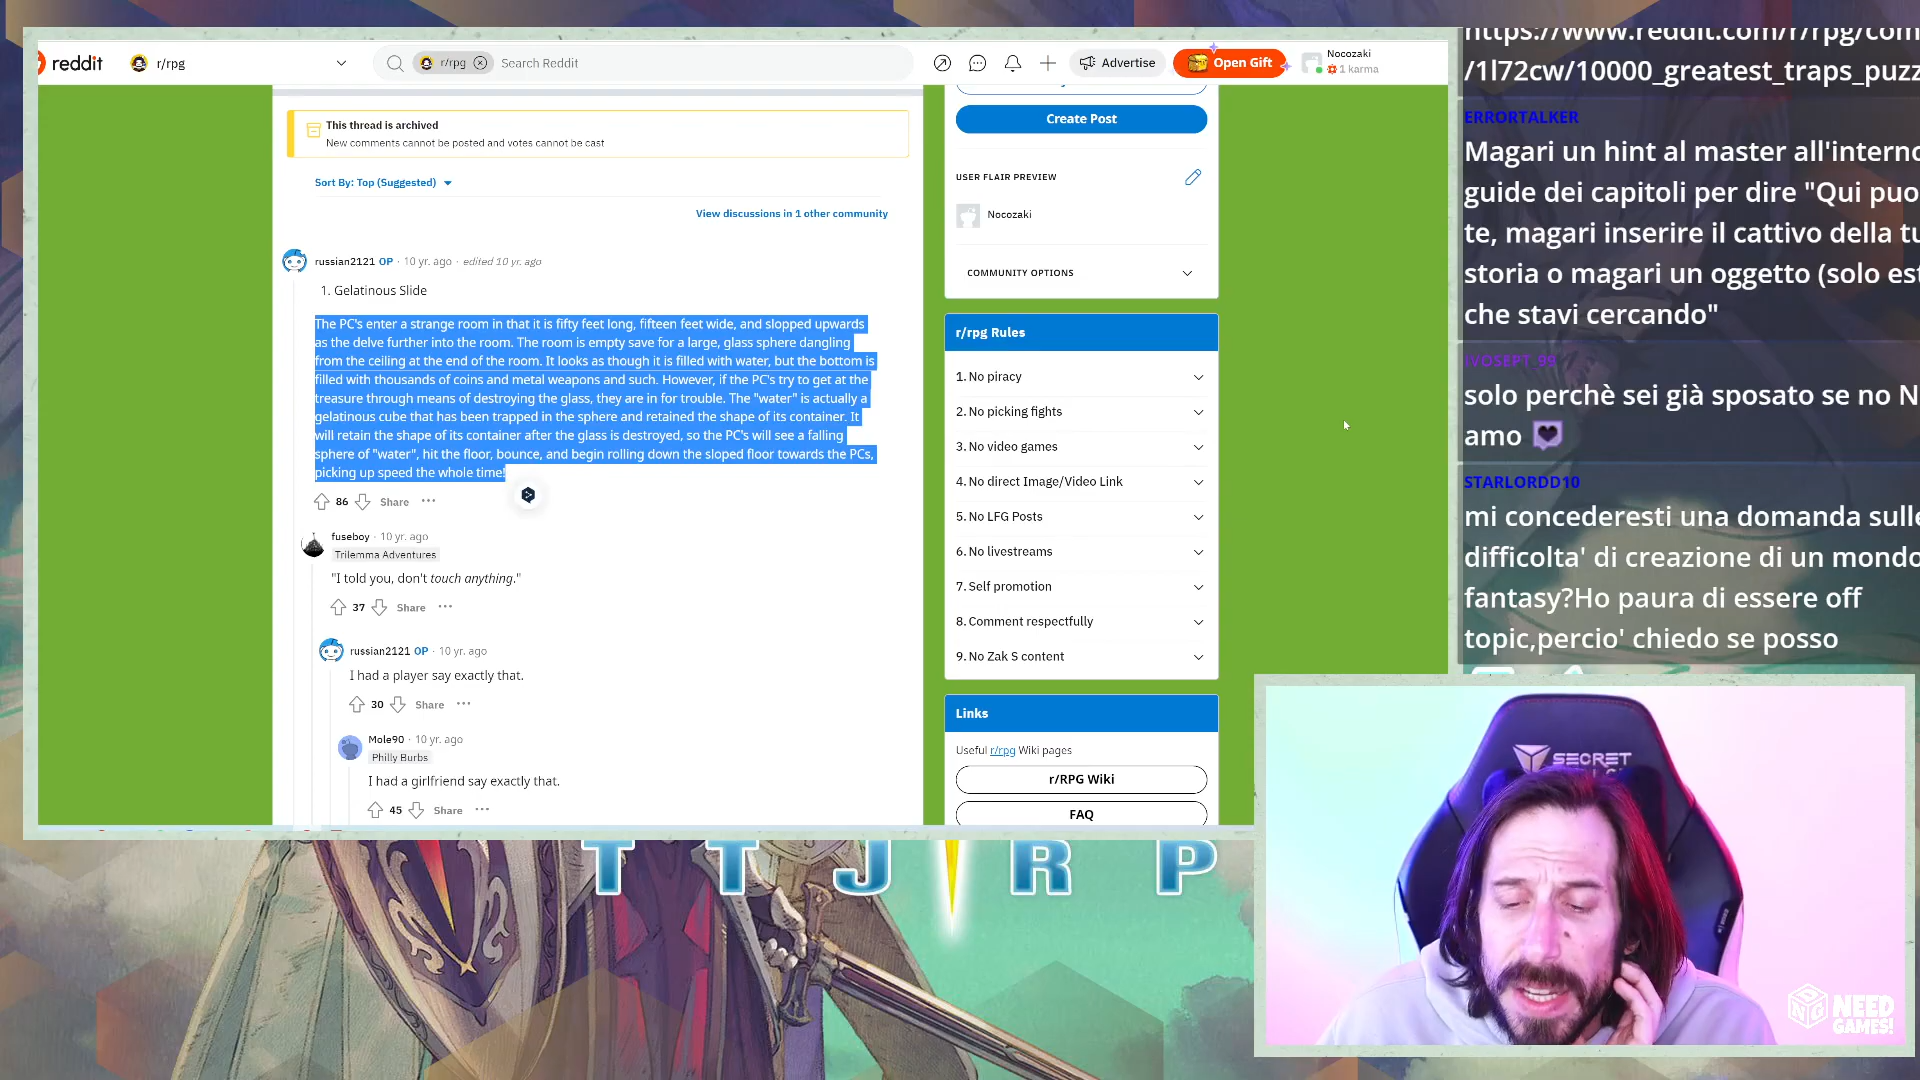 reddit
r/rpg
r/rpg
Search Reddit
Advertise
Open Gift
Nocozaki
1 karma
This thread is archived
New comments cannot be posted and votes cannot be cast
Sort By: Top (Suggested)
View discussions in 1 other community
russian2121 OP · 10 yr. ago · edited 10 yr. ago
1. Gelatinous Slide
The PC's enter a strange room in that it is fifty feet long, fifteen feet wide, and slopped upwards
as the delve further into the room. The room is empty save for a large, glass sphere dangling
from the ceiling at the end of the room. It looks as though it is filled with water, but the bottom is
filled with thousands of coins and metal weapons and such. However, if the PC's try to get at the
treasure through means of destroying the glass, they are in for trouble. The "water" is actually a
gelatinous cube that has been trapped in the sphere and retained the shape of its container. It
will retain the shape of its container after the glass is destroyed, so the PC's will see a falling
sphere of "water", hit the floor, bounce, and begin rolling down the sloped floor towards the PCs,
picking up speed the whole time!
86 Share ···
fuseboy · 10 yr. ago
Trilemma Adventures
"I told you, don't touch anything."
37 Share ···
russian2121 OP · 10 yr. ago
I had a player say exactly that.
30 Share ···
Mole90 · 10 yr. ago
Philly Burbs
I had a girlfriend say exactly that.
45 Share ···
Create Post
USER FLAIR PREVIEW
Nocozaki
COMMUNITY OPTIONS
r/rpg Rules
1. No piracy
2. No picking fights
3. No video games
4. No direct Image/Video Link
5. No LFG Posts
6. No livestreams
7. Self promotion
8. Comment respectfully
9. No Zak S content
Links
Useful r/rpg Wiki pages
r/RPG Wiki
FAQ
https://www.reddit.com/r/rpg/com
/1l72cw/10000_greatest_traps_puzz
ERRORTALKER
Magari un hint al master all'interno
guide dei capitoli per dire "Qui puo
te, magari inserire il cattivo della tu
storia o magari un oggetto (solo est
che stavi cercando"
IVOSEPT_99
solo perchè sei già sposato se no N
amo
STARLORDD10
mi concederesti una domanda sulle
difficolta' di creazione di un mondo
fantasy?Ho paura di essere off
topic,percio' chiedo se posso
T T J R P
SECRET
NEED
GAMES!